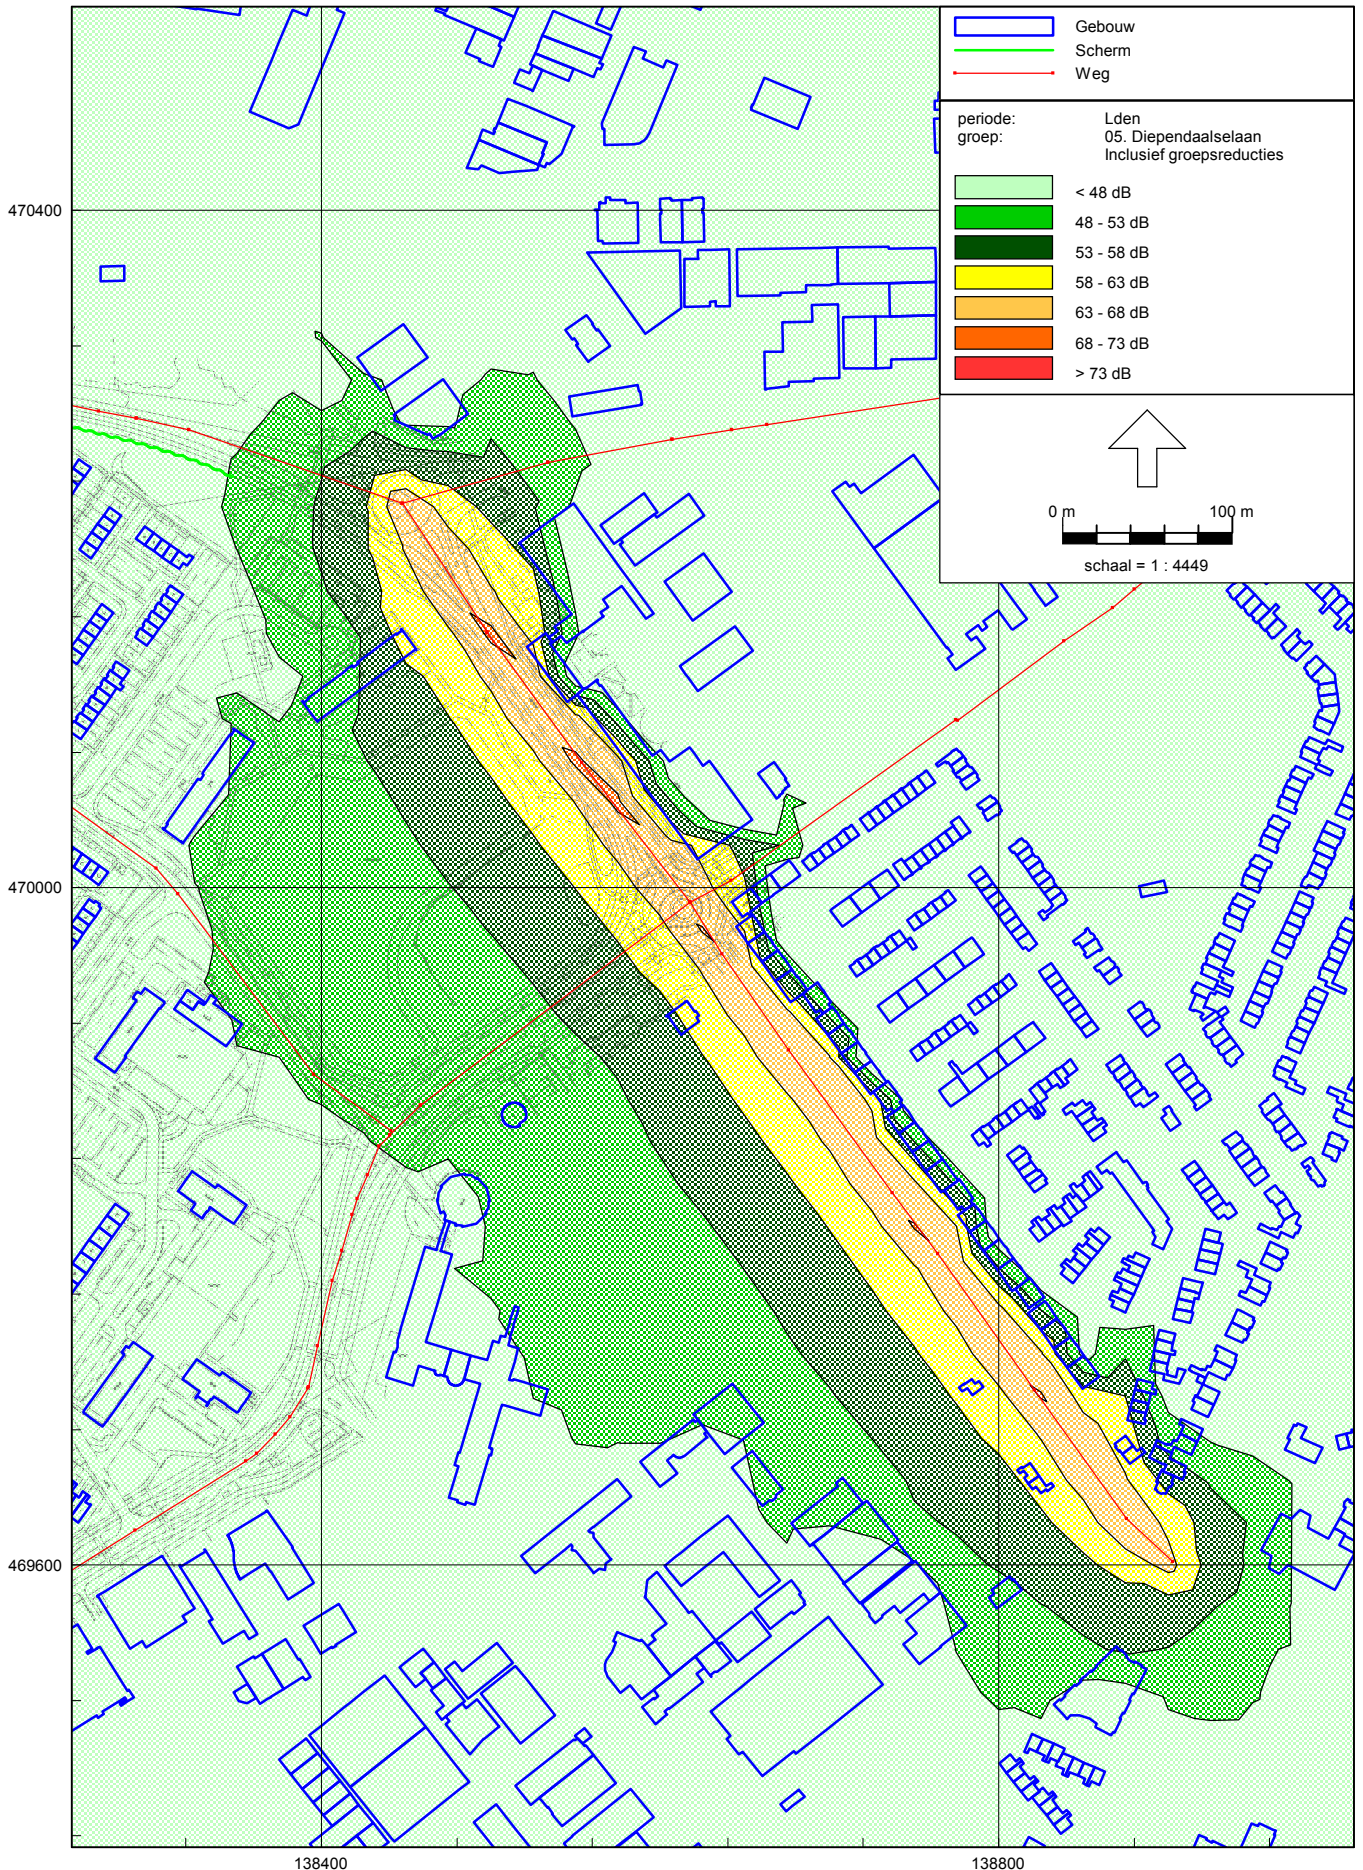 Gebouw
Scherm
Weg
periode: Lden
groep: 05. Diependaalselaan
Inclusief groepsreducties
< 48 dB
48 - 53 dB
53 - 58 dB
58 - 63 dB
63 - 68 dB
68 - 73 dB
> 73 dB
0 m 100 m
schaal = 1 : 4449
470400
470000
469600
138400 138800